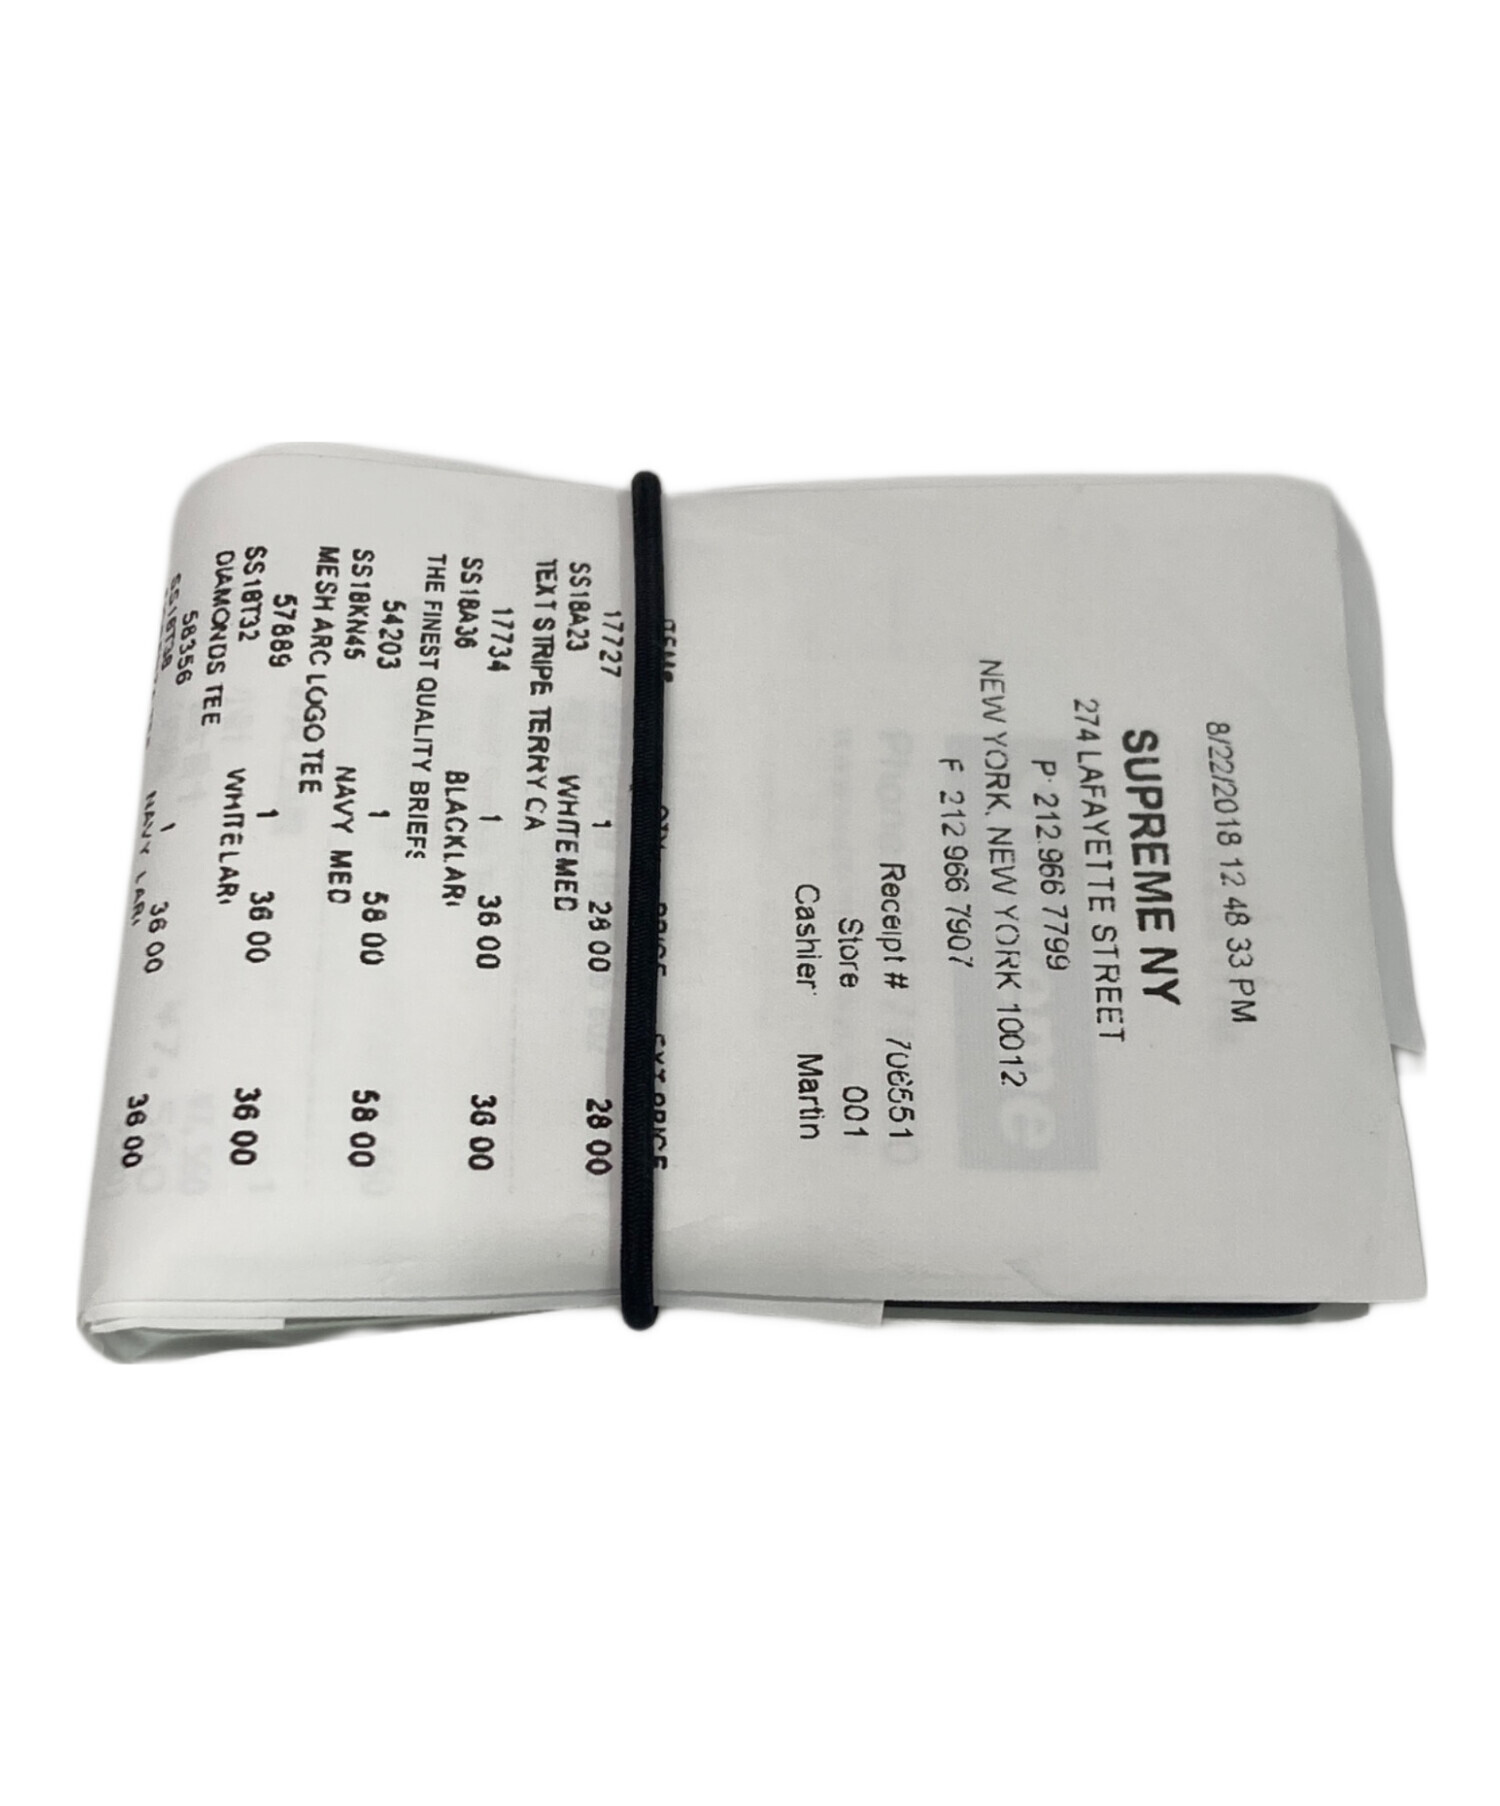 8/22/2018 12 48 33 PM
SUPREME NY
274 LAFAYETTE STREET
P. 212.966 7799
NEW YORK. NEW YORK 10012
F 212 966 7907
Receipt # 706551
Store 001
Cashier Martin
17727 1 28 00 28 00
SS18A23 WHITE MED
TEXT STRIPE TERRY CA
17734 1 36 00 36 00
SS18A36 BLACK LAR
THE FINEST QUALITY BRIEFS
54203 1 58 00 58 00
SS18KN45 NAVY MED
MESH ARC LOGO TEE
57889 1 36 00 36 00
SS18T32 WHITE LAR
DIAMONDS TEE
58356 1 36 00 36 00
SS18T38 NAVY LAR